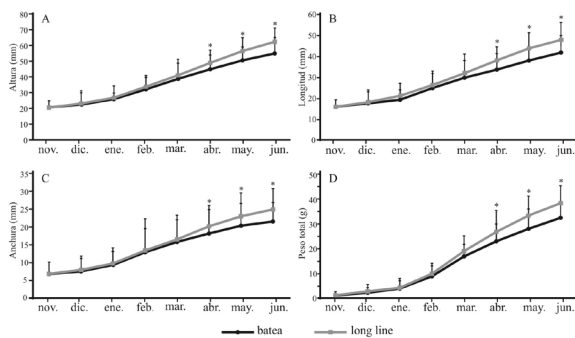 A
Altura (mm)
80
70
60
50
40
30
20
10
0
nov. dic. ene. feb. mar. abr. may. jun.
* * *
B
Longitud (mm)
60
40
20
0
nov. dic. ene. feb. mar. abr. may. jun.
* * *
C
Anchura (mm)
35
30
25
20
15
10
5
0
nov. dic. ene. feb. mar. abr. may. jun.
* * *
D
Peso total (g)
50
40
30
20
10
0
nov. dic. ene. feb. mar. abr. may. jun.
* * *
batea long line